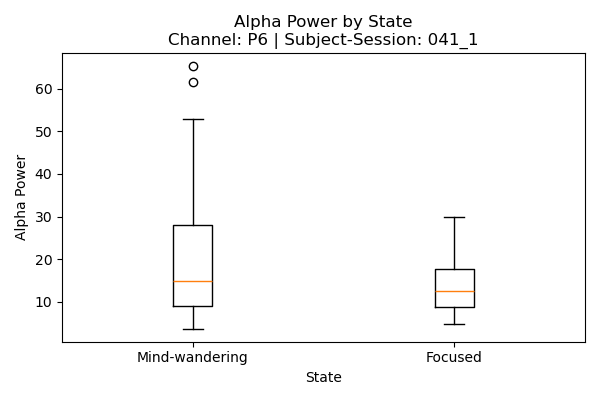 Alpha Power by State
Channel: P6 | Subject-Session: 041_1
Alpha Power
60
50
40
30
20
10
Mind-wandering
Focused
State